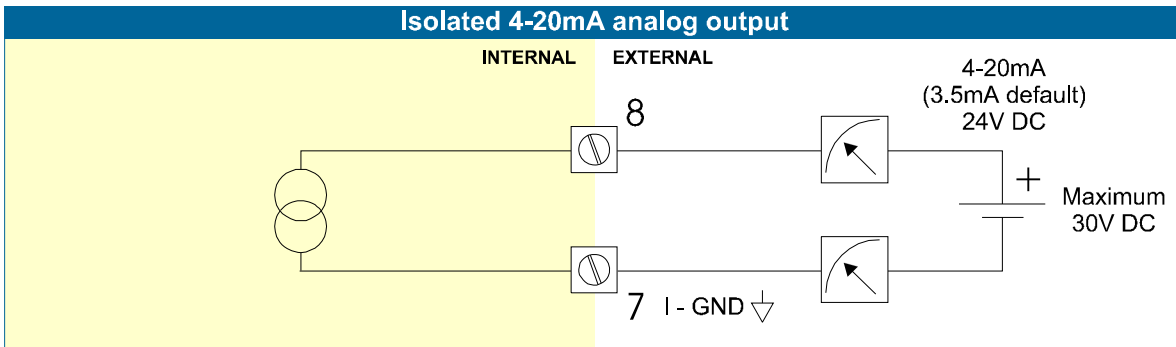 Isolated 4-20mA analog output
INTERNAL EXTERNAL
4-20mA
(3.5mA default)
24V DC
8
+
Maximum
30V DC
7 I - GND